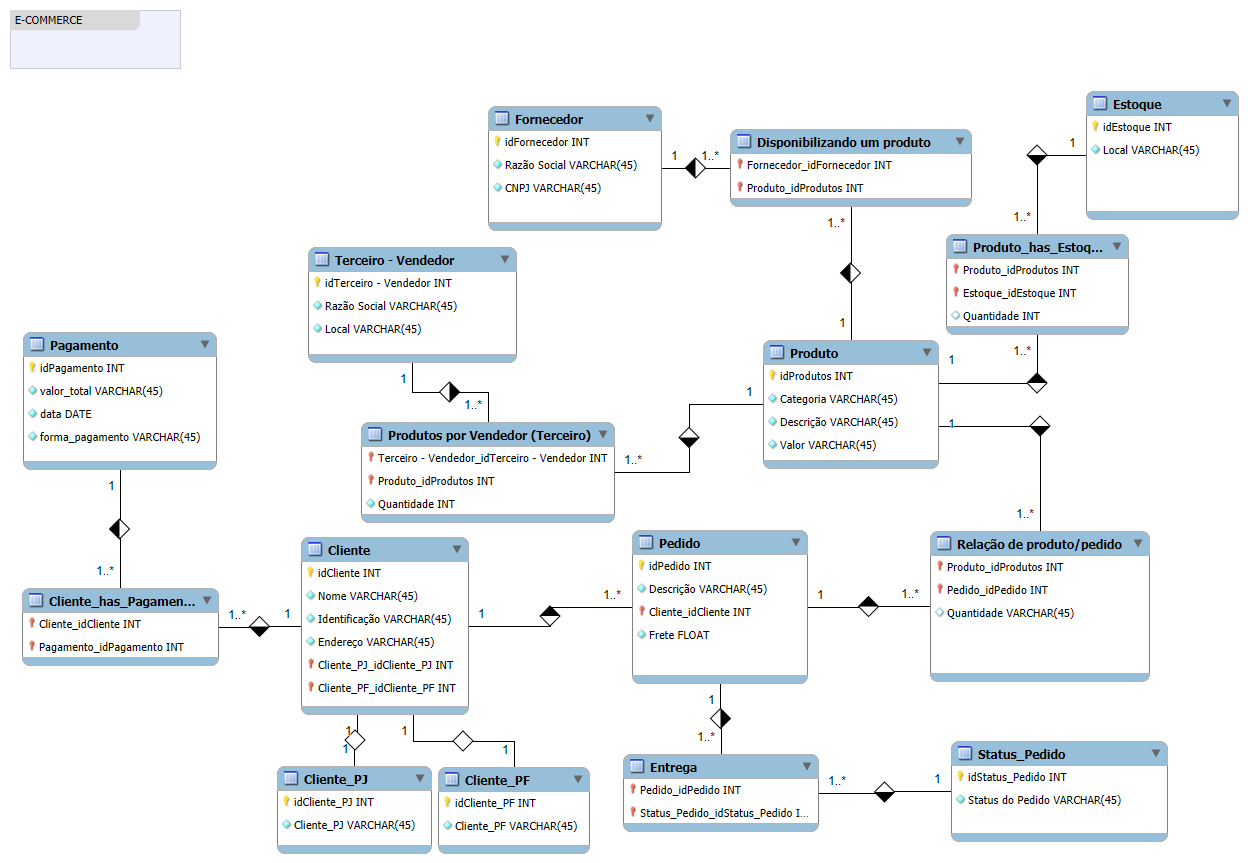 E-COMMERCE
Fornecedor
idFornecedor INT
Razão Social VARCHAR(45)
CNPJ VARCHAR(45)
1
1..*
Disponibilizando um produto
Fornecedor_idFornecedor INT
Produto_idProdutos INT
1..*
1
Estoque
idEstoque INT
Local VARCHAR(45)
1
1..*
Produto_has_Estoq...
Produto_idProdutos INT
Estoque_idEstoque INT
Quantidade INT
1..*
1
Terceiro - Vendedor
idTerceiro - Vendedor INT
Razão Social VARCHAR(45)
Local VARCHAR(45)
1
1..*
Produto
idProdutos INT
Categoria VARCHAR(45)
Descrição VARCHAR(45)
Valor VARCHAR(45)
1
1
1..*
Pagamento
idPagamento INT
valor_total VARCHAR(45)
data DATE
forma_pagamento VARCHAR(45)
1
1..*
Produtos por Vendedor (Terceiro)
Terceiro - Vendedor_idTerceiro - Vendedor INT
Produto_idProdutos INT
Quantidade INT
1..*
Cliente_has_Pagamen...
Cliente_idCliente INT
Pagamento_idPagamento INT
1..*
1
Cliente
idCliente INT
Nome VARCHAR(45)
Identificação VARCHAR(45)
Endereço VARCHAR(45)
Cliente_PJ_idCliente_PJ INT
Cliente_PF_idCliente_PF INT
1
1..*
Pedido
idPedido INT
Descrição VARCHAR(45)
Cliente_idCliente INT
Frete FLOAT
1
1..*
Relação de produto/pedido
Produto_idProdutos INT
Pedido_idPedido INT
Quantidade VARCHAR(45)
1
1
1
1
Cliente_PJ
idCliente_PJ INT
Cliente_PJ VARCHAR(45)
Cliente_PF
idCliente_PF INT
Cliente_PF VARCHAR(45)
1
1..*
Entrega
Pedido_idPedido INT
Status_Pedido_idStatus_Pedido I...
1..*
1
Status_Pedido
idStatus_Pedido INT
Status do Pedido VARCHAR(45)